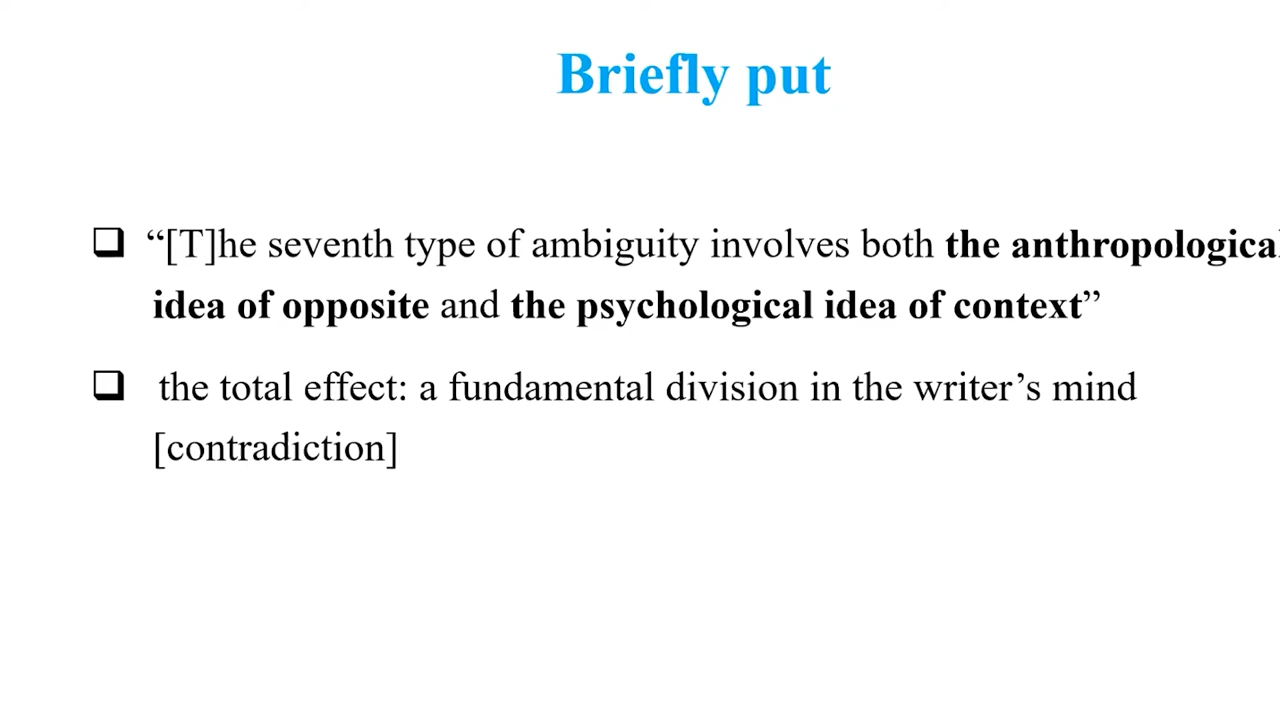 Briefly put
“[T]he seventh type of ambiguity involves both the anthropological
idea of opposite and the psychological idea of context”
the total effect: a fundamental division in the writer’s mind
[contradiction]